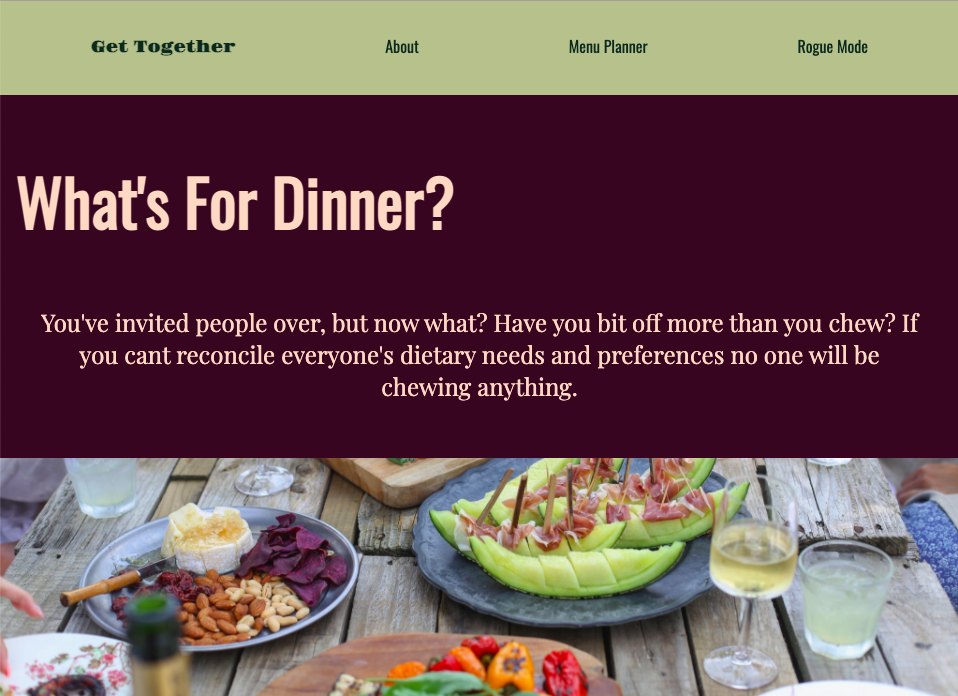 Get Together About Menu Planner Rogue Mode
What's For Dinner?
You've invited people over, but now what? Have you bit off more than you chew? If
you cant reconcile everyone's dietary needs and preferences no one will be
chewing anything.